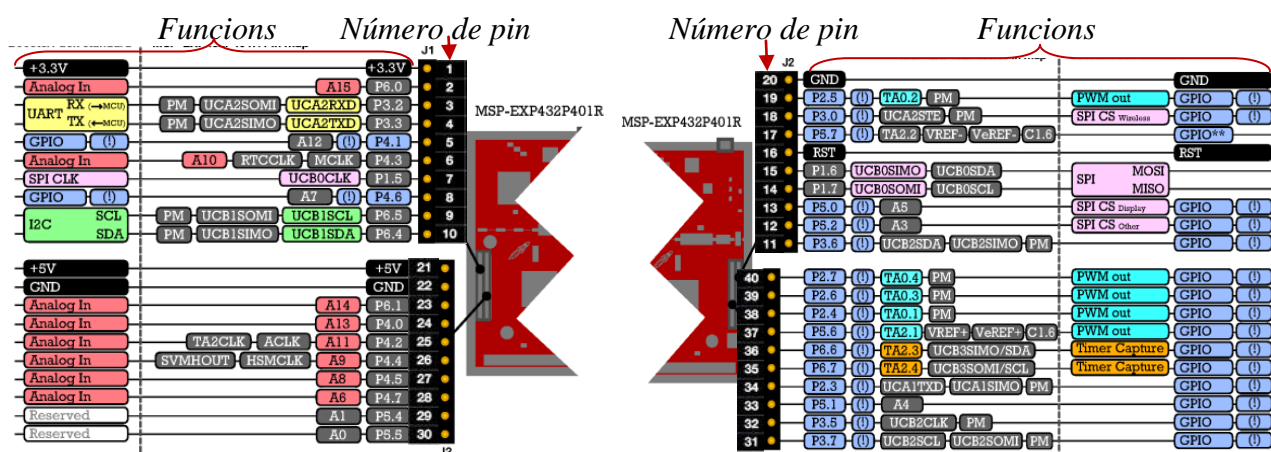 Funcions Número de pin Número de pin Funcions
J1
+3.3V +3.3V 1
Analog In A15 P6.0 2
UART RX (→MCU) PM UCA2SOMI UCA2RXD P3.2 3
TX (←MCU) PM UCA2SIMO UCA2TXD P3.3 4
GPIO (!) A12 (!) P4.1 5
Analog In A10 RTCCLK MCLK P4.3 6
SPI CLK UCB0CLK P1.5 7
GPIO (!) A7 (!) P4.6 8
I2C SCL PM UCB1SOMI UCB1SCL P6.5 9
SDA PM UCB1SIMO UCB1SDA P6.4 10
+5V +5V 21
GND GND 22
Analog In A14 P6.1 23
Analog In A13 P4.0 24
Analog In TA2CLK ACLK A11 P4.2 25
Analog In SVMHOUT HSMCLK A9 P4.4 26
Analog In A8 P4.5 27
Analog In A6 P4.7 28
Reserved A1 P5.4 29
Reserved A0 P5.5 30
MSP-EXP432P401R
MSP-EXP432P401R
J2
20 GND GND
19 P2.5 (!) TA0.2 PM PWM out GPIO (!)
18 P3.0 (!) UCA2STE PM SPI CS Wireless GPIO (!)
17 P5.7 (!) TA2.2 VREF- VeREF- C1.6 GPIO**
16 RST RST
15 P1.6 UCB0SIMO UCB0SDA SPI MOSI
14 P1.7 UCB0SOMI UCB0SCL MISO
13 P5.0 (!) A5 SPI CS Display GPIO (!)
12 P5.2 (!) A3 SPI CS Other GPIO (!)
11 P3.6 (!) UCB2SDA UCB2SIMO PM GPIO (!)
40 P2.7 (!) TA0.4 PM PWM out GPIO (!)
39 P2.6 (!) TA0.3 PM PWM out GPIO (!)
38 P2.4 (!) TA0.1 PM PWM out GPIO (!)
37 P5.6 (!) TA2.1 VREF+ VeREF+ C1.6 PWM out GPIO (!)
36 P6.6 (!) TA2.3 UCB3SIMO/SDA Timer Capture GPIO (!)
35 P6.7 (!) TA2.4 UCB3SOMI/SCL Timer Capture GPIO (!)
34 P2.3 (!) UCA1TXD UCA1SIMO PM GPIO (!)
33 P5.1 (!) A4 GPIO (!)
32 P3.5 (!) UCB2CLK PM GPIO (!)
31 P3.7 (!) UCB2SCL UCB2SOMI PM GPIO (!)